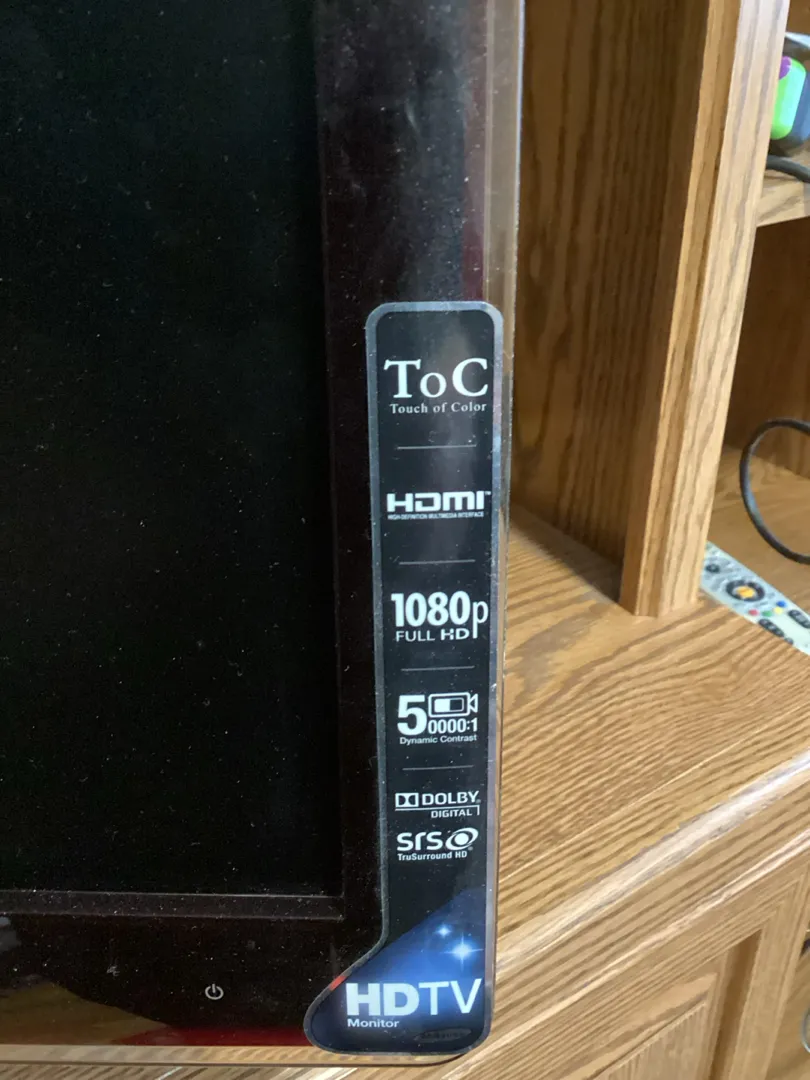 ToC
Touch of Color
HDMI
HIGH-DEFINITION MULTIMEDIA INTERFACE
1080p
FULL HD
50000:1
Dynamic Contrast
DOLBY
DIGITAL
SRS
TruSurround HD
HDTV
Monitor
SAMSUNG